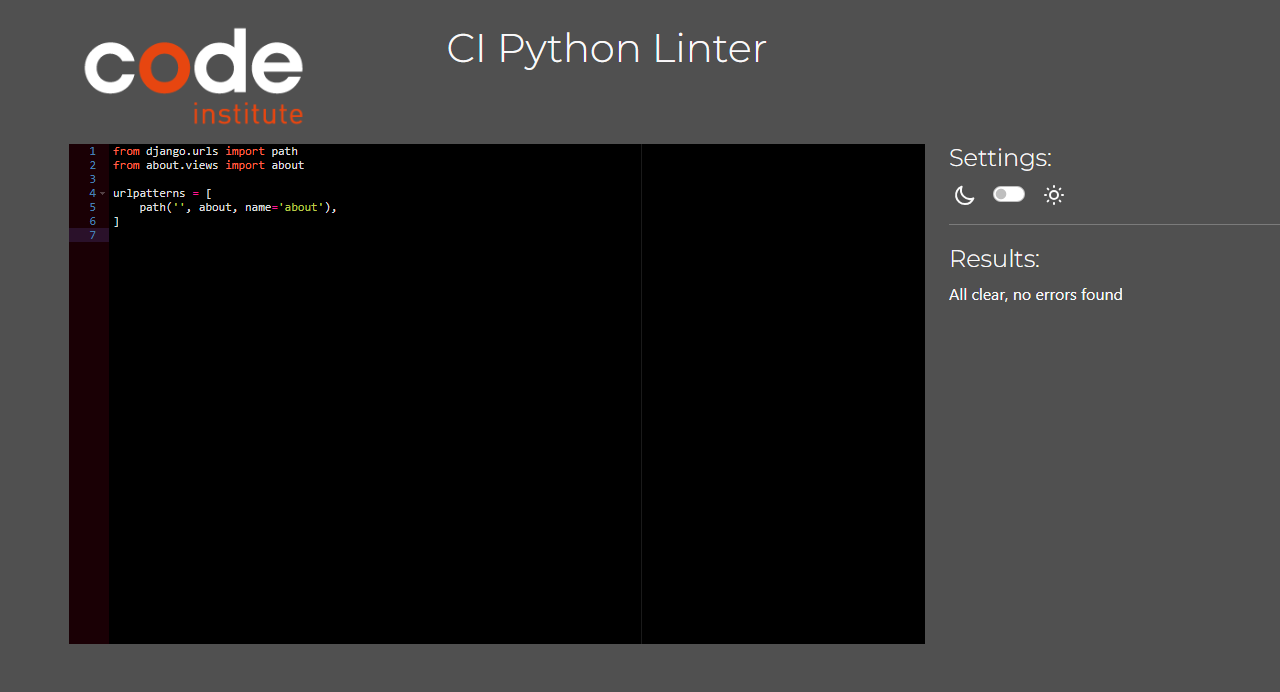 code
institute
CI Python Linter
1 from django.urls import path
2 from about.views import about
3
4 urlpatterns = [
5     path('', about, name='about'),
6 ]
7
Settings:
Results:
All clear, no errors found